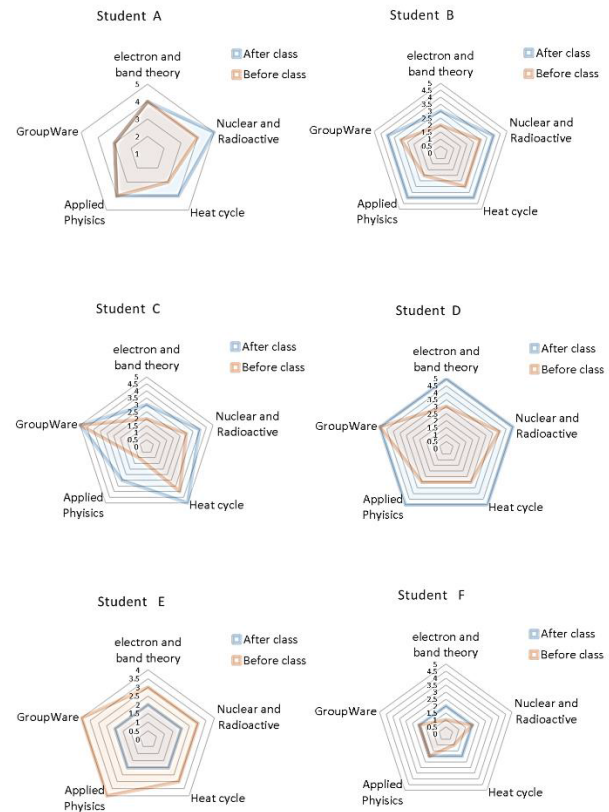 Student A
electron and
band theory
After class
Before class
5
4
3
2
1
GroupWare
Nuclear and
Radioactive
Applied
Phyisics
Heat cycle
Student B
electron and
band theory
After class
Before class
5
4.5
4
3.5
3
2.5
2
1.5
1
0.5
0
GroupWare
Nuclear and
Radioactive
Applied
Phyisics
Heat cycle
Student C
electron and
band theory
After class
Before class
5
4.5
4
3.5
3
2.5
2
1.5
1
0.5
0
GroupWare
Nuclear and
Radioactive
Applied
Phyisics
Heat cycle
Student D
electron and
band theory
After class
Before class
5
4.5
4
3.5
3
2.5
2
1.5
1
0.5
0
GroupWare
Nuclear and
Radioactive
Applied
Phyisics
Heat cycle
Student E
electron and
band theory
After class
Before class
4
3.5
3
2.5
2
1.5
1
0.5
0
GroupWare
Nuclear and
Radioactive
Applied
Phyisics
Heat cycle
Student F
electron and
band theory
After class
Before class
5
4.5
4
3.5
3
2.5
2
1.5
1
0.5
0
GroupWare
Nuclear and
Radioactive
Applied
Phyisics
Heat cycle